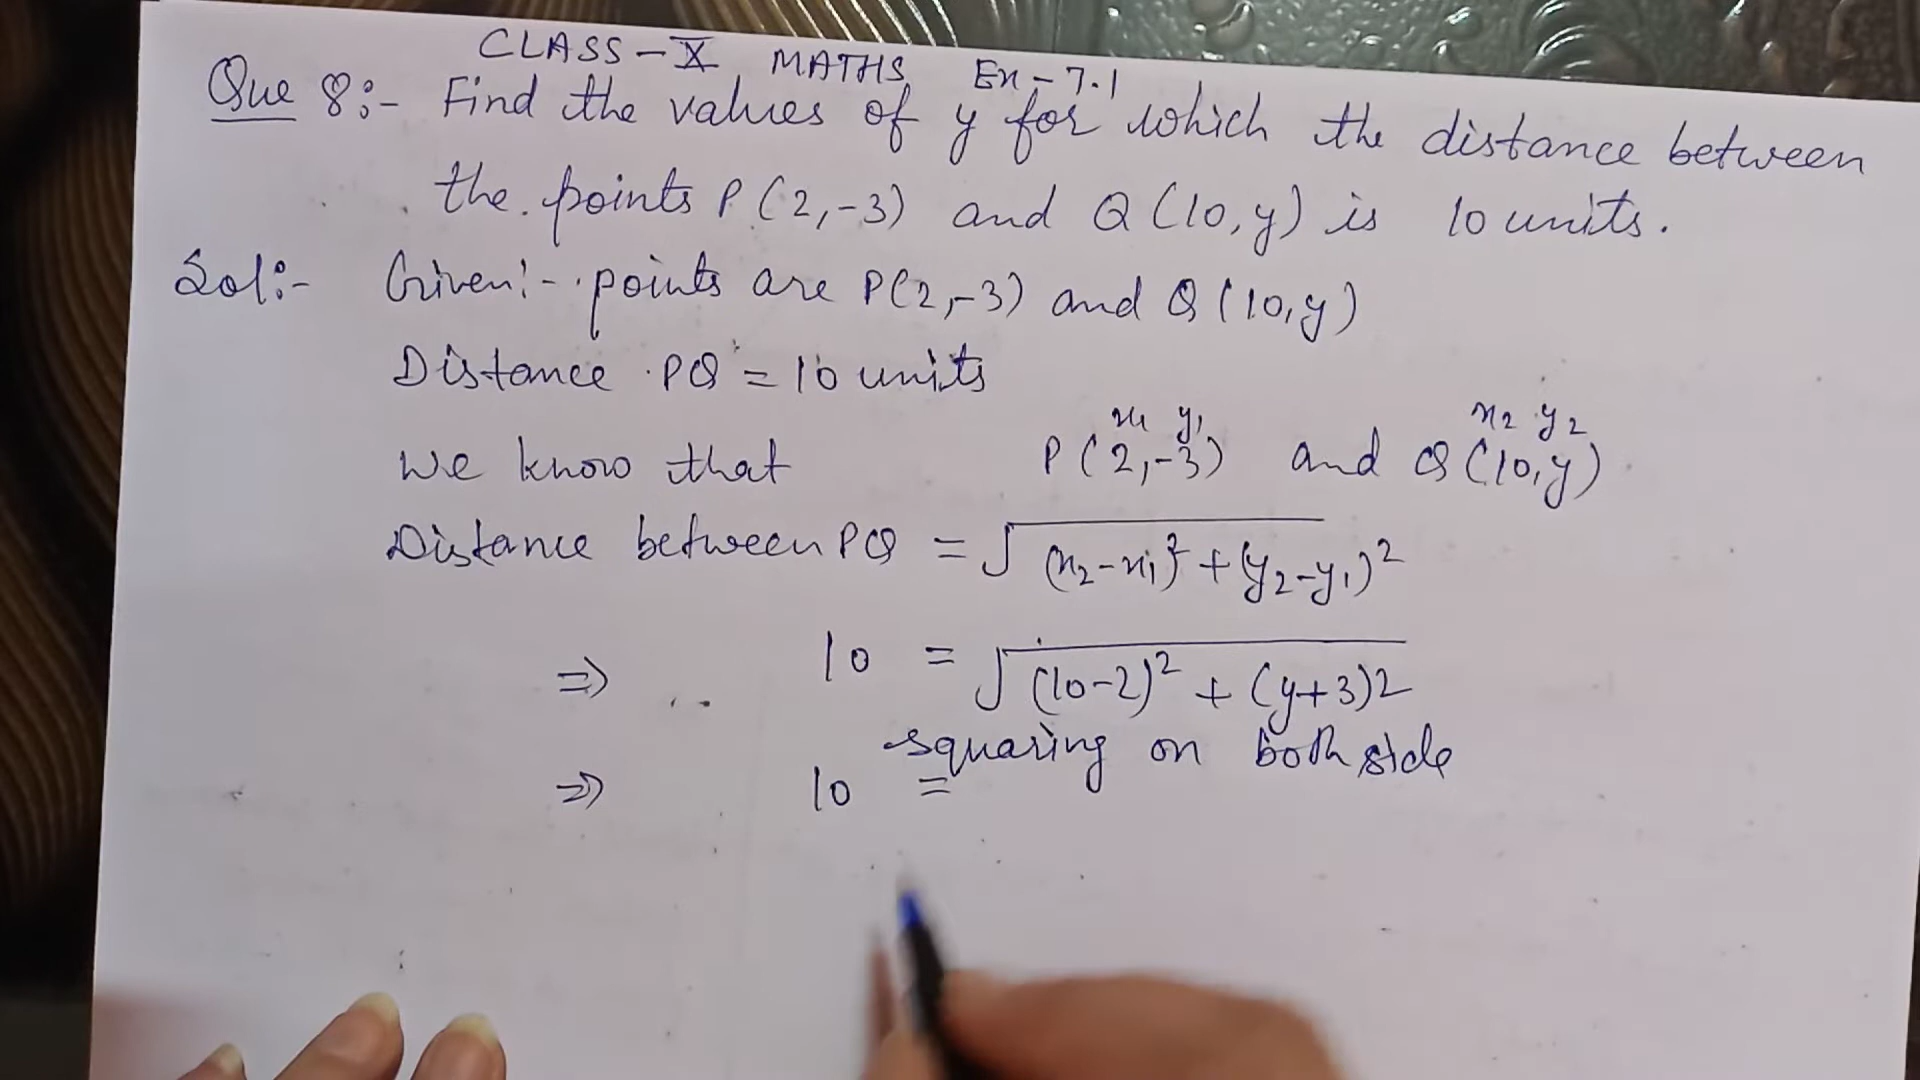 CLASS-X MATHS Ex-7.1
Que 8:- Find the values of y for which the distance between
the points P(2,-3) and Q(10,y) is 10 units.
Sol:- Given:- points are P(2,-3) and Q(10,y)
Distance PQ = 10 units
x1 y1 x2 y2
We know that P(2,-3) and Q(10,y)
Distance between PQ = √(x2-x1)²+(y2-y1)²
⇒ 10 = √(10-2)² + (y+3)2
squaring on both side
⇒ 10 =